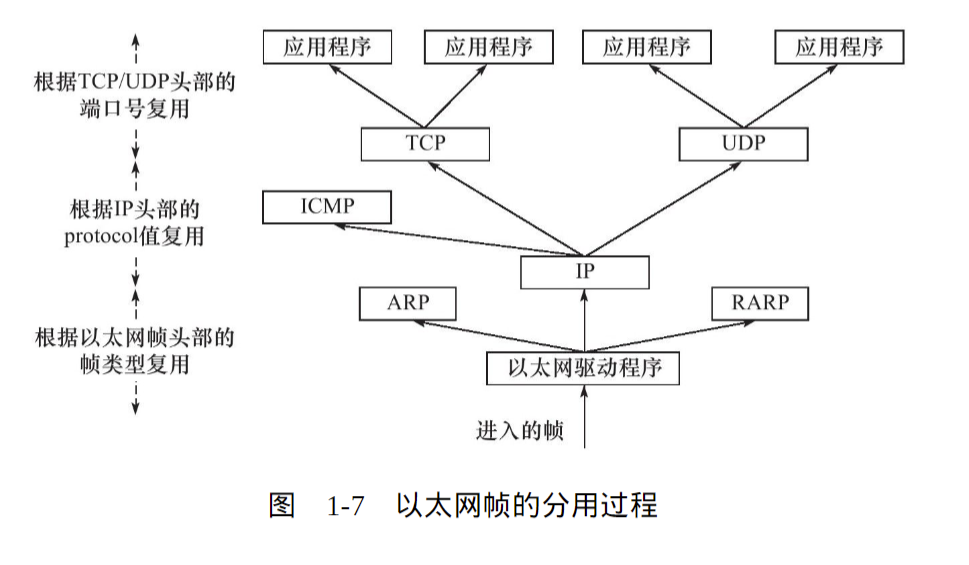 应用程序 应用程序 应用程序 应用程序
根据TCP/UDP头部的
端口号复用
TCP UDP
根据IP头部的
protocol值复用
ICMP
IP
ARP RARP
根据以太网帧头部的
帧类型复用
以太网驱动程序
进入的帧
图 1-7 以太网帧的分用过程